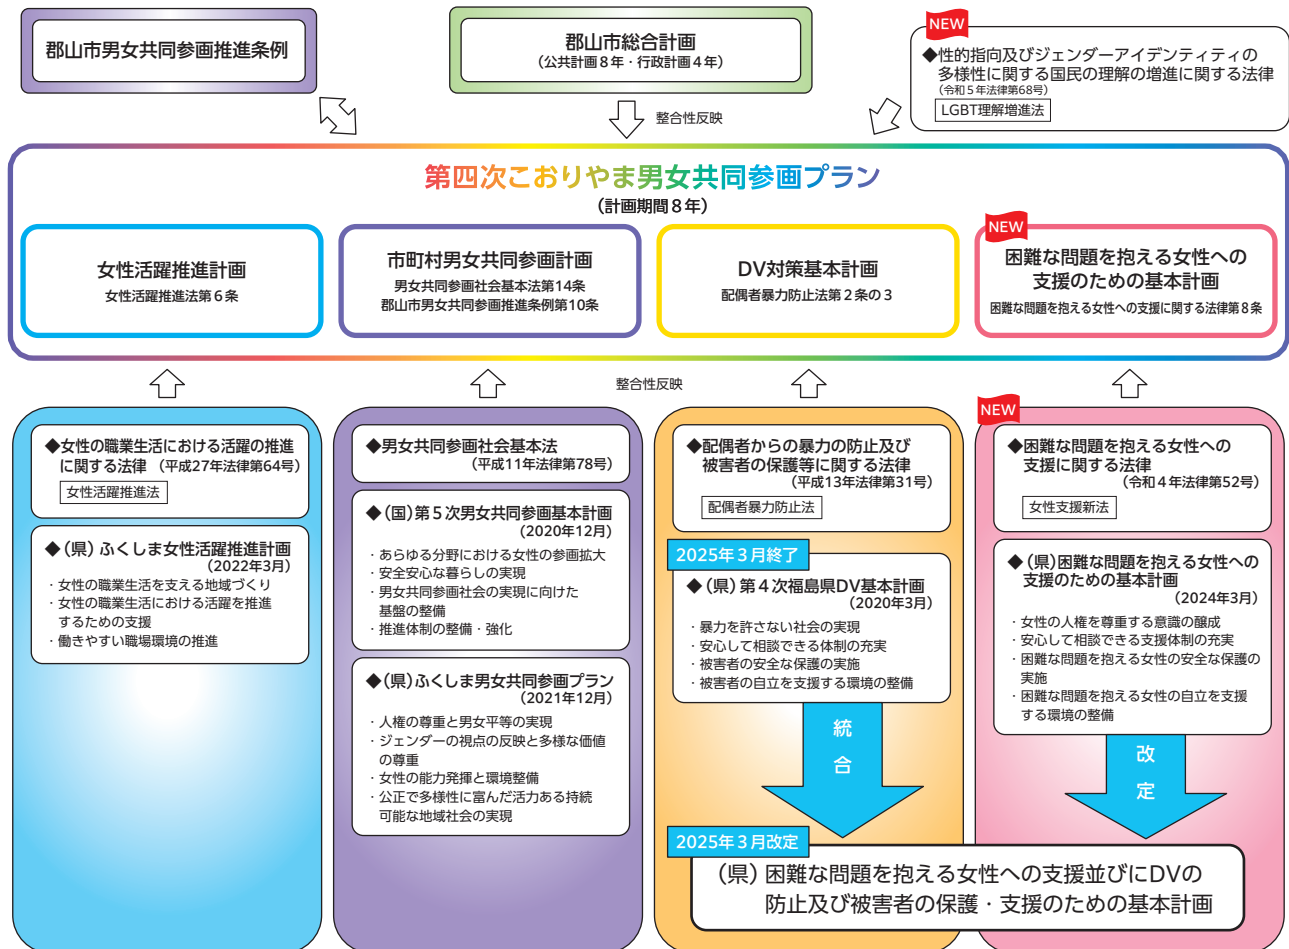 郡山市男女共同参画推進条例
郡山市総合計画
(公共計画8年・行政計画4年)
NEW
◆性的指向及びジェンダーアイデンティティの
多様性に関する国民の理解の増進に関する法律
(令和5年法律第68号)
LGBT理解増進法
整合性反映
第四次こおりやま男女共同参画プラン
(計画期間8年)
女性活躍推進計画
女性活躍推進法第6条
市町村男女共同参画計画
男女共同参画社会基本法第14条
郡山市男女共同参画推進条例第10条
DV対策基本計画
配偶者暴力防止法第2条の3
NEW
困難な問題を抱える女性への
支援のための基本計画
困難な問題を抱える女性への支援に関する法律第8条
整合性反映
◆女性の職業生活における活躍の推進
に関する法律 (平成27年法律第64号)
女性活躍推進法
◆(県)ふくしま女性活躍推進計画
(2022年3月)
・女性の職業生活を支える地域づくり
・女性の職業生活における活躍を推進
するための支援
・働きやすい職場環境の推進
◆男女共同参画社会基本法
(平成11年法律第78号)
◆(国)第5次男女共同参画基本計画
(2020年12月)
・あらゆる分野における女性の参画拡大
・安全安心な暮らしの実現
・男女共同参画社会の実現に向けた
基盤の整備
・推進体制の整備・強化
◆(県)ふくしま男女共同参画プラン
(2021年12月)
・人権の尊重と男女平等の実現
・ジェンダーの視点の反映と多様な価値
の尊重
・女性の能力発揮と環境整備
・公正で多様性に富んだ活力ある持続
可能な地域社会の実現
◆配偶者からの暴力の防止及び
被害者の保護等に関する法律
(平成13年法律第31号)
配偶者暴力防止法
2025年3月終了
◆(県)第4次福島県DV基本計画
(2020年3月)
・暴力を許さない社会の実現
・安心して相談できる体制の充実
・被害者の安全な保護の実施
・被害者の自立を支援する環境の整備
統
合
NEW
◆困難な問題を抱える女性への
支援に関する法律
(令和4年法律第52号)
女性支援新法
◆(県)困難な問題を抱える女性への
支援のための基本計画
(2024年3月)
・女性の人権を尊重する意識の醸成
・安心して相談できる支援体制の充実
・困難な問題を抱える女性の安全な保護の
実施
・困難な問題を抱える女性の自立を支援
する環境の整備
改
定
2025年3月改定
(県)困難な問題を抱える女性への支援並びにDVの
防止及び被害者の保護・支援のための基本計画